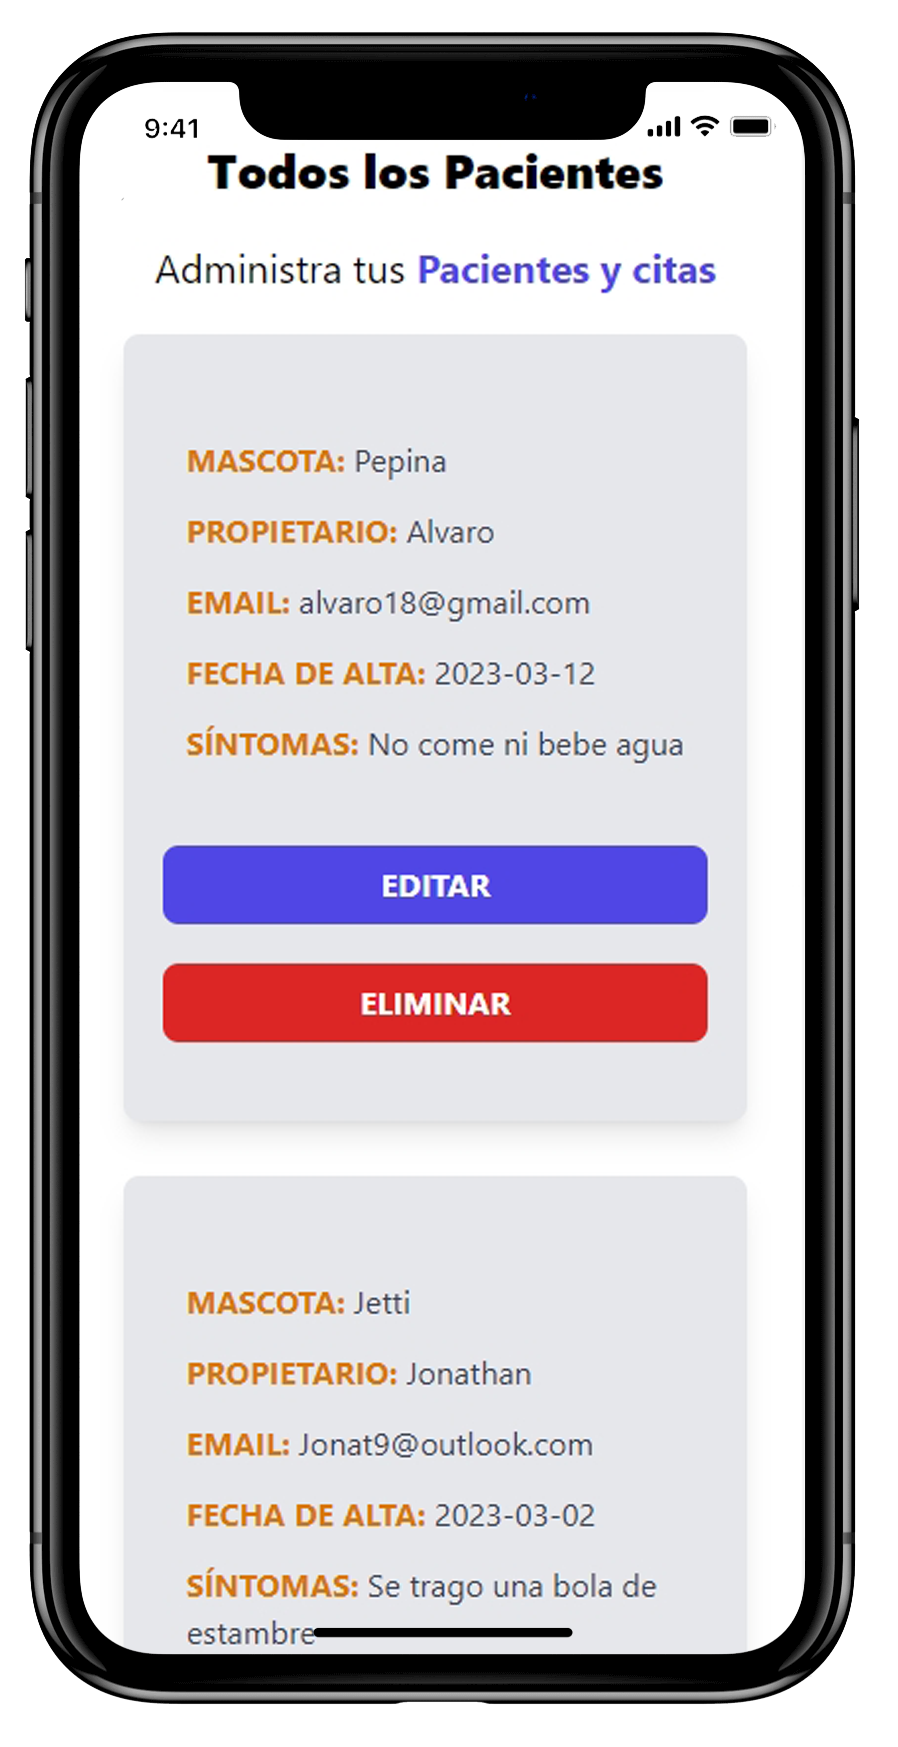 9:41
Todos los Pacientes
Administra tus Pacientes y citas
MASCOTA: Pepina
PROPIETARIO: Alvaro
EMAIL: alvaro18@gmail.com
FECHA DE ALTA: 2023-03-12
SÍNTOMAS: No come ni bebe agua
EDITAR
ELIMINAR
MASCOTA: Jetti
PROPIETARIO: Jonathan
EMAIL: Jonat9@outlook.com
FECHA DE ALTA: 2023-03-02
SÍNTOMAS: Se trago una bola de
estambre